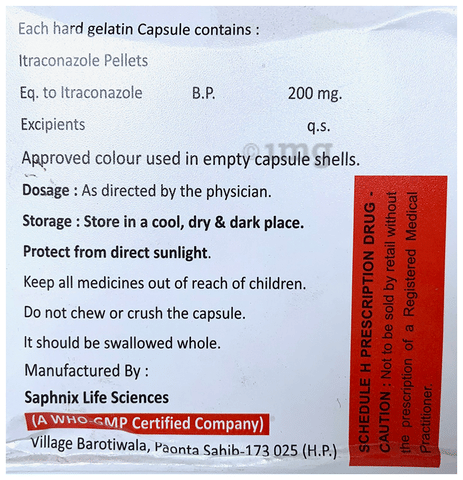 Each hard gelatin Capsule contains :
Itraconazole Pellets
Eq. to Itraconazole B.P. 200 mg.
Excipients q.s.
©1mg
Approved colour used in empty capsule shells.
Dosage : As directed by the physician.
Storage : Store in a cool, dry & dark place.
Protect from direct sunlight.
Keep all medicines out of reach of children.
Do not chew or crush the capsule.
It should be swallowed whole.
Manufactured By :
Saphnix Life Sciences
(A WHO-GMP Certified Company)
Village Barotiwala, Paonta Sahib-173 025 (H.P.)
SCHEDULE H PRESCRIPTION DRUG -
CAUTION : Not to be sold by retail without
the prescription of a Registered Medical
Practitioner.